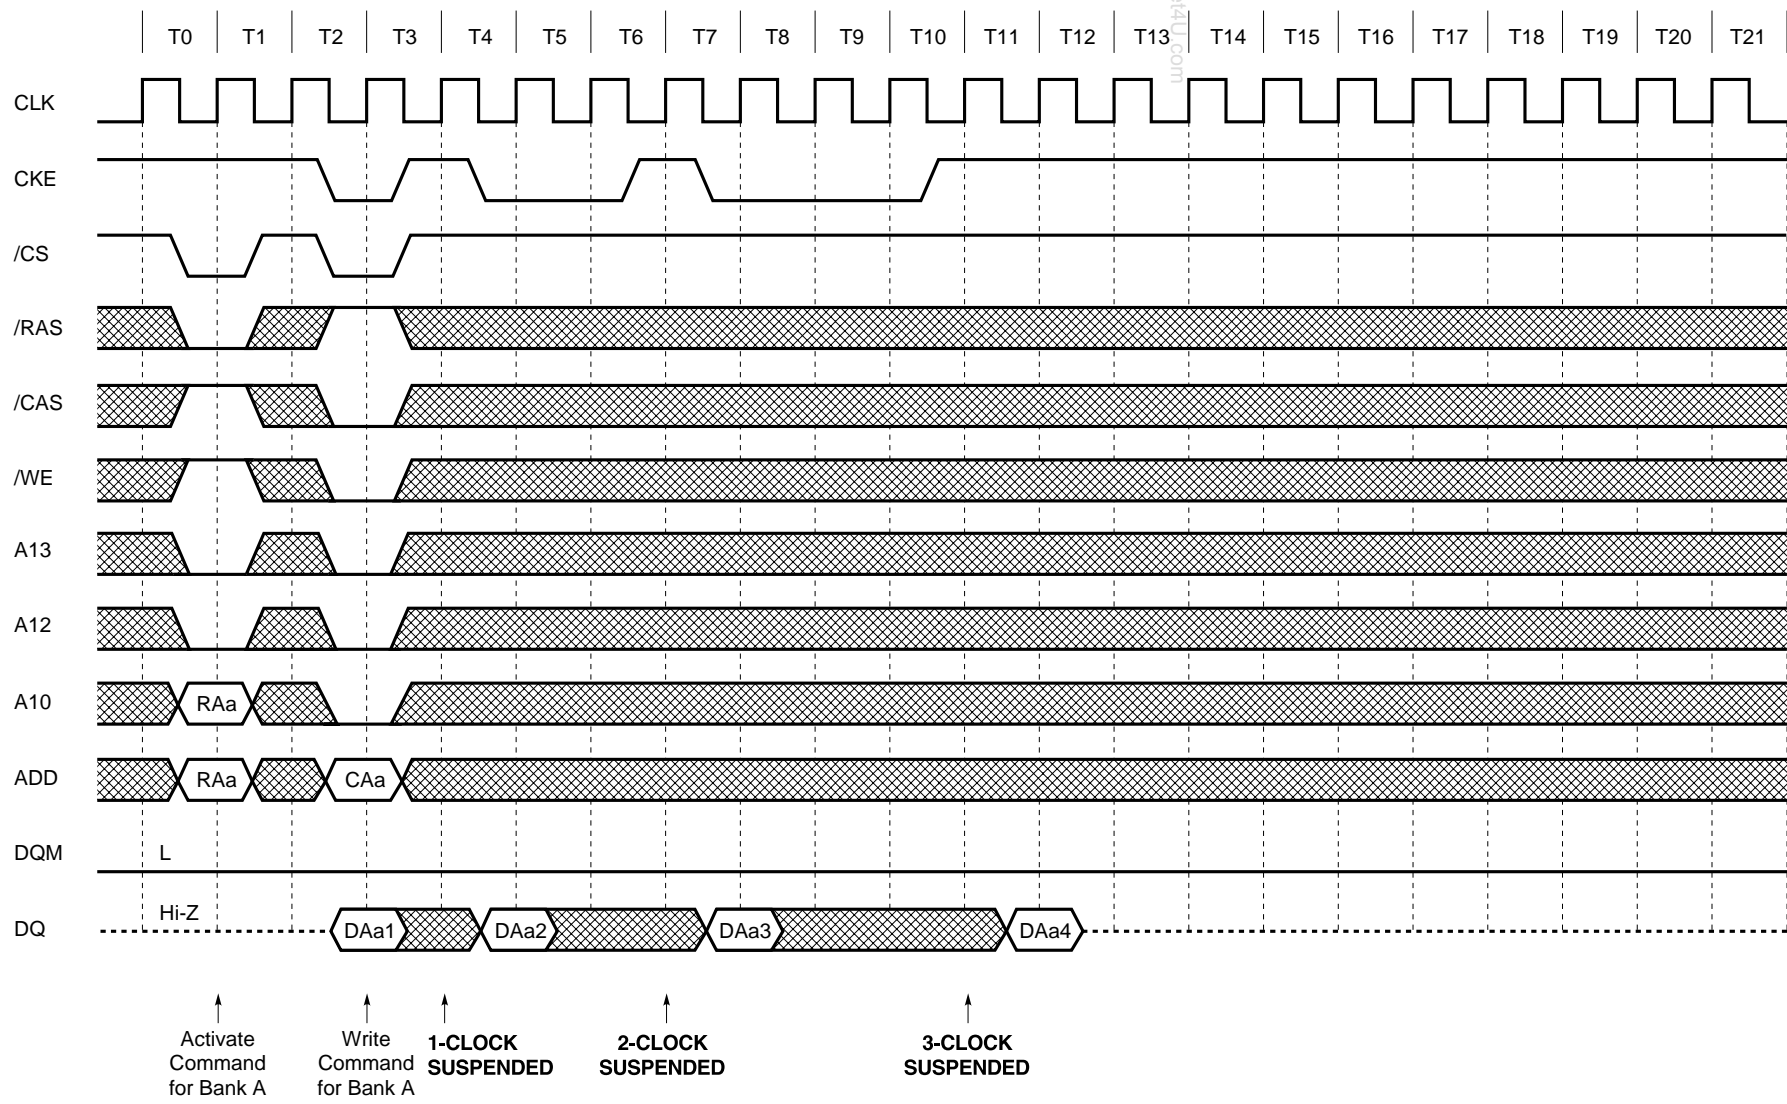 T0 T1 T2 T3 T4 T5 T6 T7 T8 T9 T10 T11 T12 T13 T14 T15 T16 T17 T18 T19 T20 T21
CLK
CKE
/CS
/RAS
/CAS
/WE
A13
A12
A10 RAa
ADD RAa CAa
DQM L
DQ Hi-Z DAa1 DAa2 DAa3 DAa4
Activate
Command
for Bank A
Write
Command
for Bank A
1-CLOCK
SUSPENDED
2-CLOCK
SUSPENDED
3-CLOCK
SUSPENDED